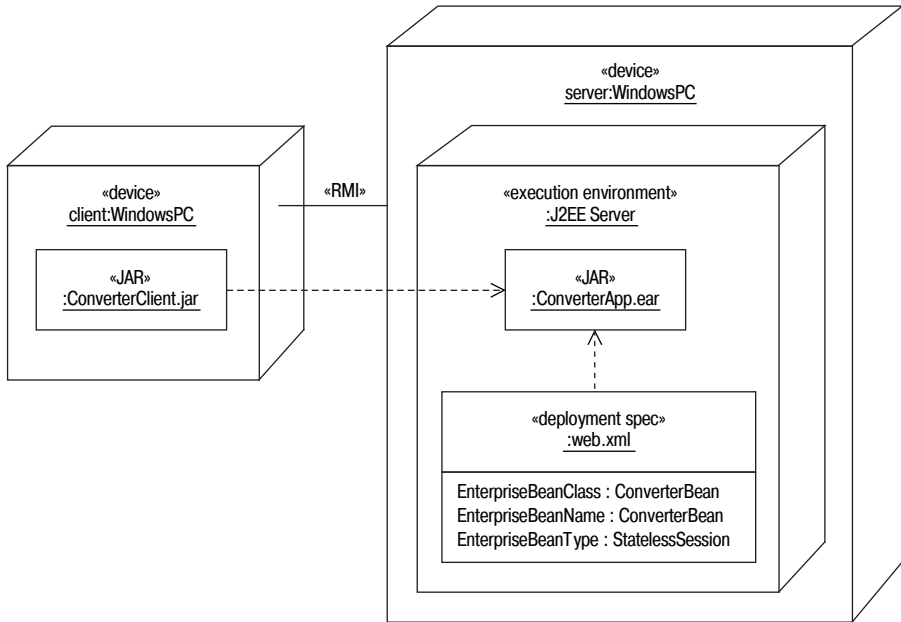 «device»
server:WindowsPC
«device»
client:WindowsPC
«RMI»
«execution environment»
:J2EE Server
«JAR»
:ConverterClient.jar
«JAR»
:ConverterApp.ear
«deployment spec»
:web.xml
EnterpriseBeanClass : ConverterBean
EnterpriseBeanName : ConverterBean
EnterpriseBeanType : StatelessSession